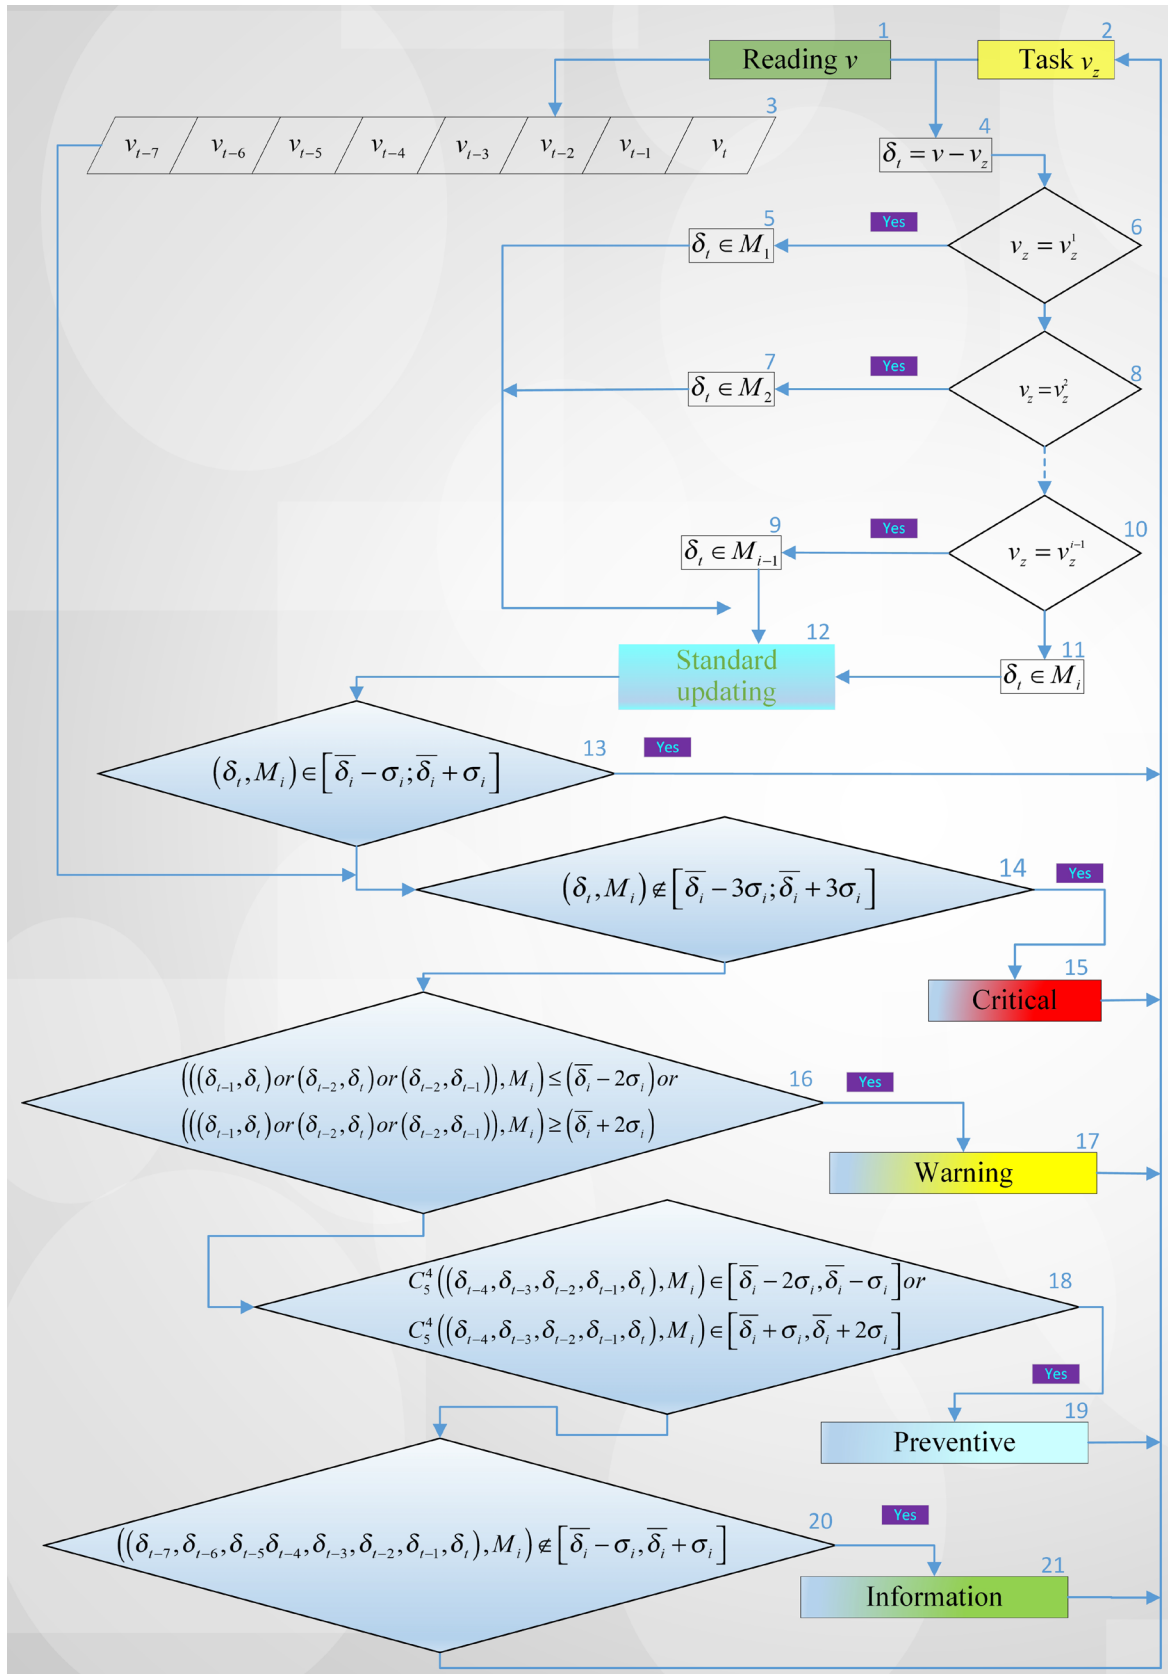 1
Reading v
2
Task v_z
3
v_{t−7} v_{t−6} v_{t−5} v_{t−4} v_{t−3} v_{t−2} v_{t−1} v_t
4
δ_t = v − v_z
5
δ_t ∈ M_1
Yes
6
v_z = v_z^1
7
δ_t ∈ M_2
Yes
8
v_z = v_z^2
9
δ_t ∈ M_{i−1}
Yes
10
v_z = v_z^{i−1}
11
δ_t ∈ M_i
12
Standard
updating
13
(δ_t, M_i) ∈ [δ̄_i − σ_i; δ̄_i + σ_i]
Yes
14
(δ_t, M_i) ∉ [δ̄_i − 3σ_i; δ̄_i + 3σ_i]
Yes
15
Critical
16
(((δ_{t−1}, δ_t) or (δ_{t−2}, δ_t) or (δ_{t−2}, δ_{t−1})), M_i) ≤ (δ̄_i − 2σ_i) or
(((δ_{t−1}, δ_t) or (δ_{t−2}, δ_t) or (δ_{t−2}, δ_{t−1})), M_i) ≥ (δ̄_i + 2σ_i)
Yes
17
Warning
18
C_5^4 ((δ_{t−4}, δ_{t−3}, δ_{t−2}, δ_{t−1}, δ_t), M_i) ∈ [δ̄_i − 2σ_i, δ̄_i − σ_i] or
C_5^4 ((δ_{t−4}, δ_{t−3}, δ_{t−2}, δ_{t−1}, δ_t), M_i) ∈ [δ̄_i + σ_i, δ̄_i + 2σ_i]
Yes
19
Preventive
20
((δ_{t−7}, δ_{t−6}, δ_{t−5} δ_{t−4}, δ_{t−3}, δ_{t−2}, δ_{t−1}, δ_t), M_i) ∉ [δ̄_i − σ_i, δ̄_i + σ_i]
Yes
21
Information